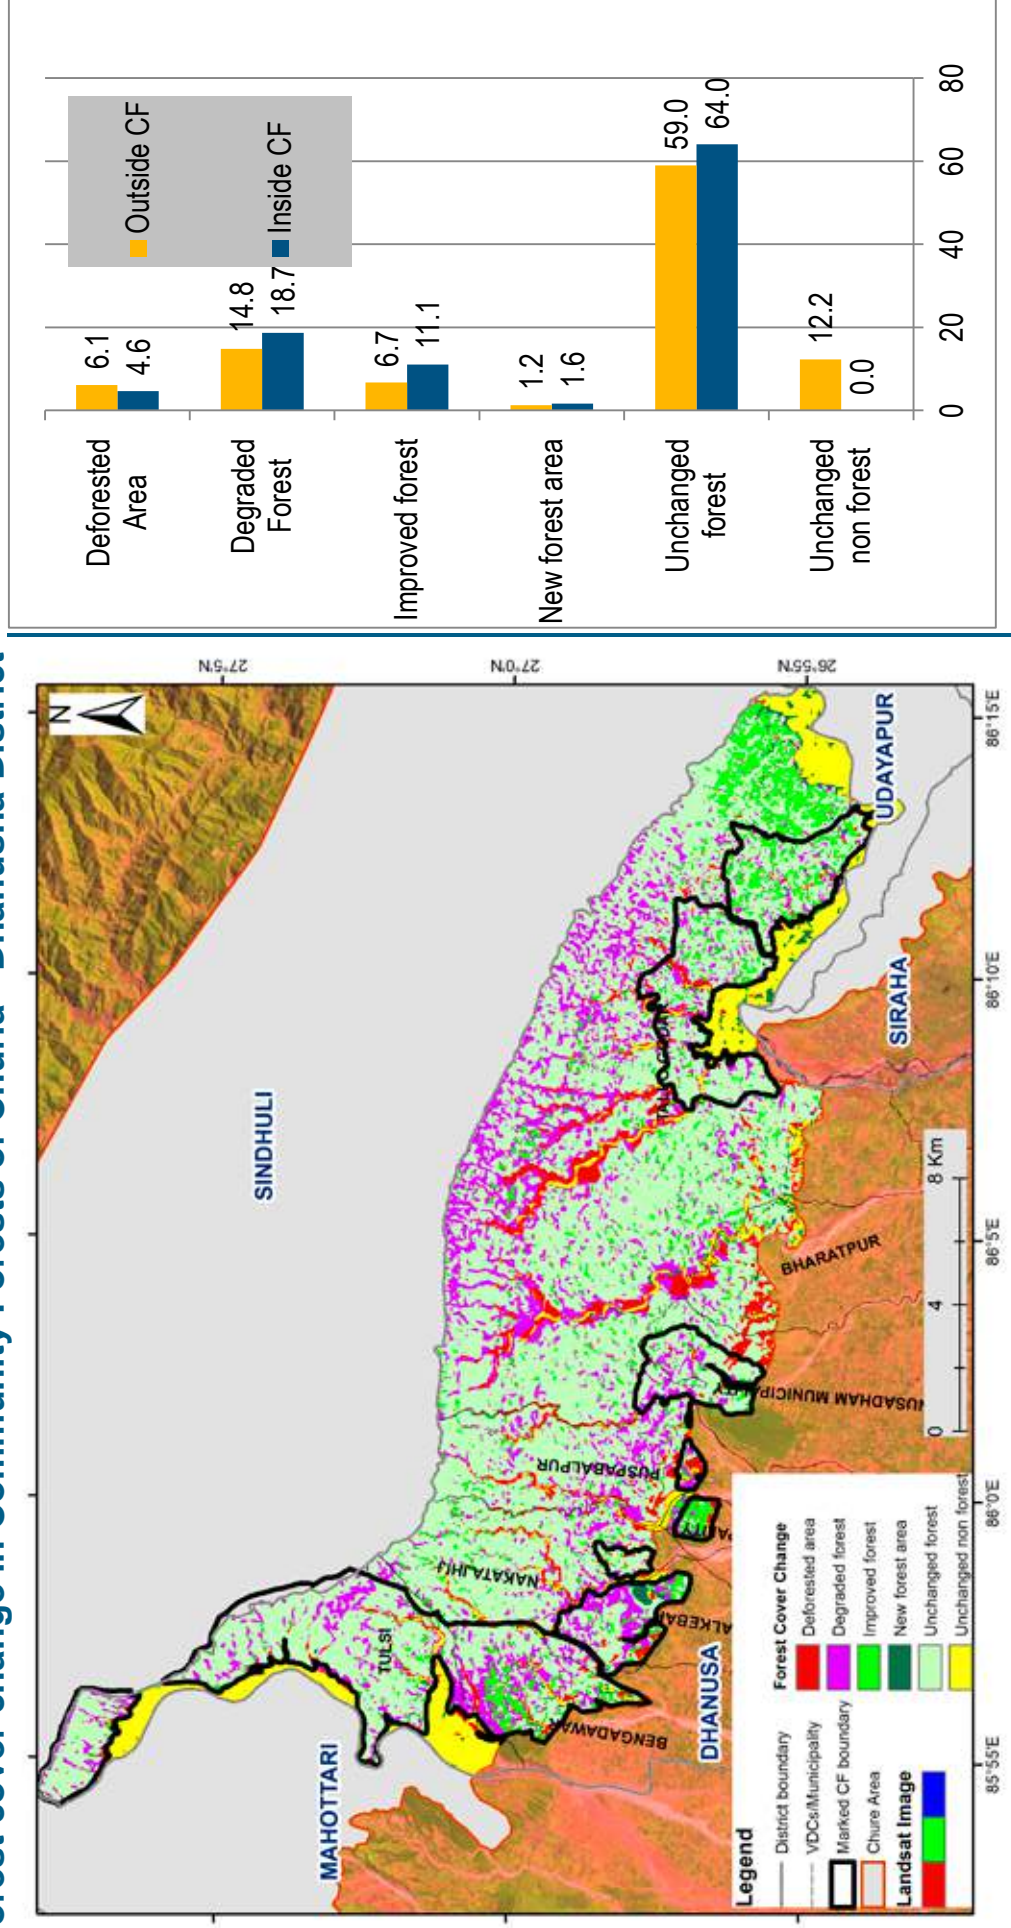 Forest cover change in Community Forests of Churia - Dhanusha District
N
27°5'N
27°0'N
26°55'N
86°15'E
86°10'E
86°5'E
86°0'E
85°55'E
SINDHULI
MAHOTTARI
UDAYAPUR
SIRAHA
DHANUSA
TULSI
NAKATAJHIJ
PUSPABALPUR
BENGADAWAR
BHARATPUR
NUSADHAM MUNICIPALITY
0 4 8 Km
Legend
District boundary
VDCs/Municipality
Marked CF boundary
Chure Area
Landsat Image
Forest Cover Change
Deforested area
Degraded forest
Improved forest
New forest area
Unchanged forest
Unchanged non forest
Deforested
Area
Degraded
Forest
Improved forest
New forest area
Unchanged
forest
Unchanged
non forest
6.1
4.6
14.8
18.7
6.7
11.1
1.2
1.6
59.0
64.0
12.2
0.0
0
20
40
60
80
Outside CF
Inside CF